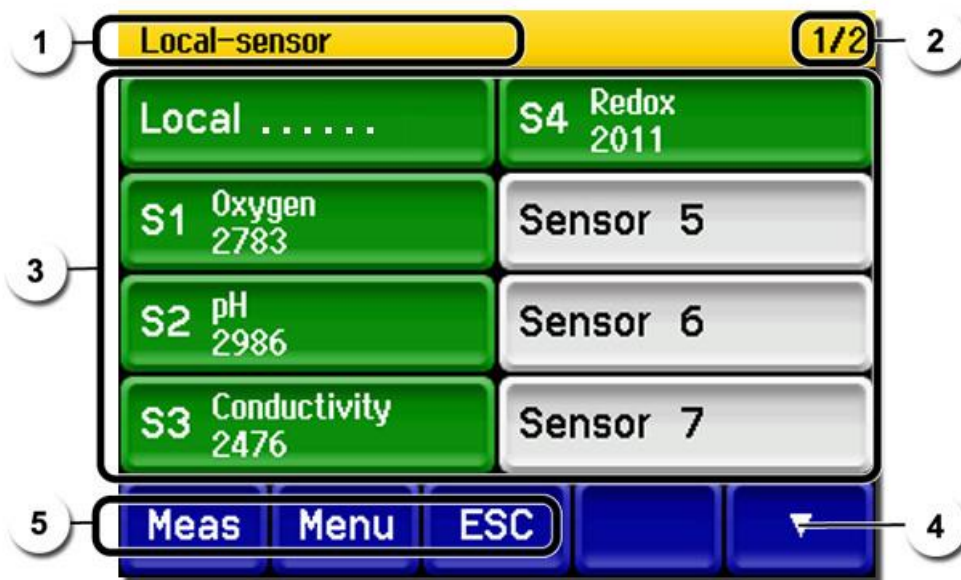 1
Local-sensor
1/2
2
3
Local ......
S4 Redox
2011
S1 Oxygen
2783
Sensor 5
S2 pH
2986
Sensor 6
S3 Conductivity
2476
Sensor 7
5
Meas Menu ESC
4